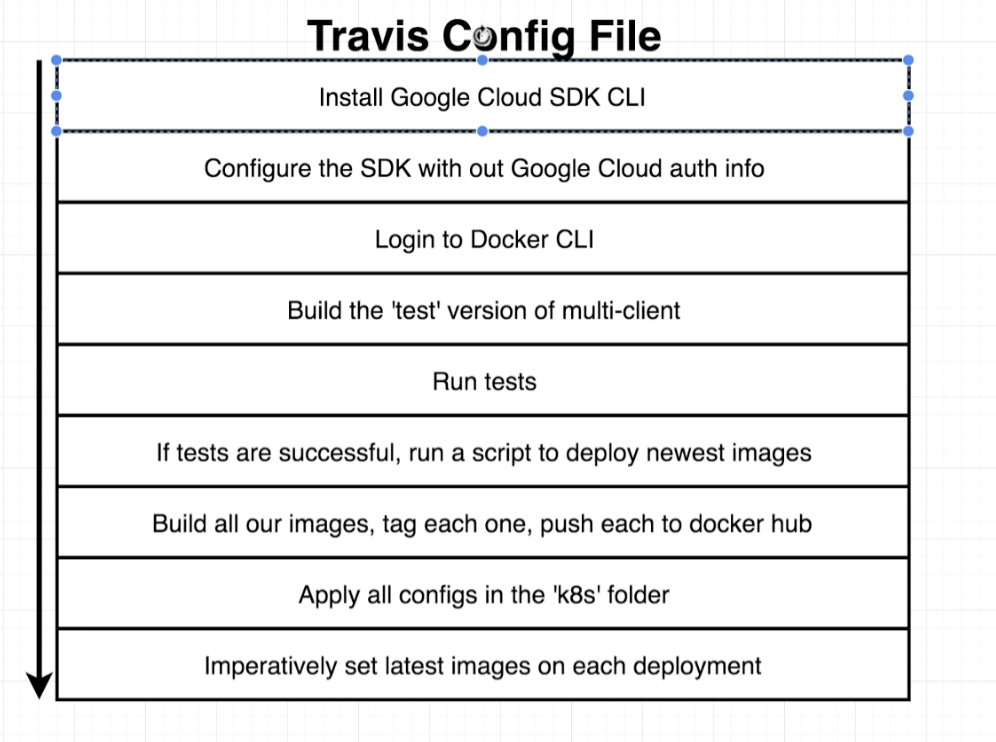 Travis Config File
Install Google Cloud SDK CLI
Configure the SDK with out Google Cloud auth info
Login to Docker CLI
Build the 'test' version of multi-client
Run tests
If tests are successful, run a script to deploy newest images
Build all our images, tag each one, push each to docker hub
Apply all configs in the 'k8s' folder
Imperatively set latest images on each deployment